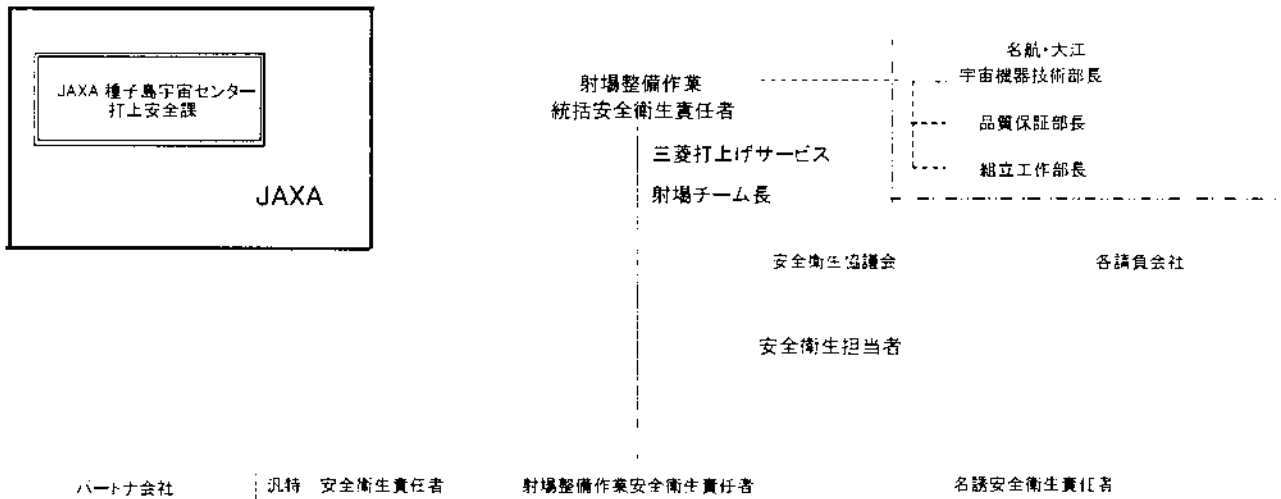 JAXA 種子島宇宙センター
打上安全課
JAXA
射場整備作業
統括安全衛生責任者
三菱打上げサービス
射場チーム長
名航・大江
宇宙機器技術部長
品質保証部長
組立工作部長
安全衛生協議会
各請負会社
安全衛生担当者
パートナ会社
汎特 安全衛生責任者
射場整備作業安全衛生責任者
名誘安全衛生責任者